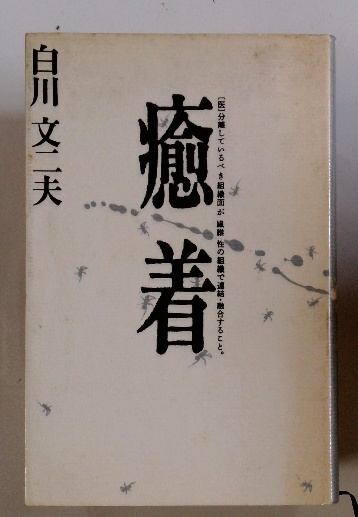 癒着
〔医〕分離しているべき組織面が 繊維 性の組織で連結・融合すること。
白川 文二夫